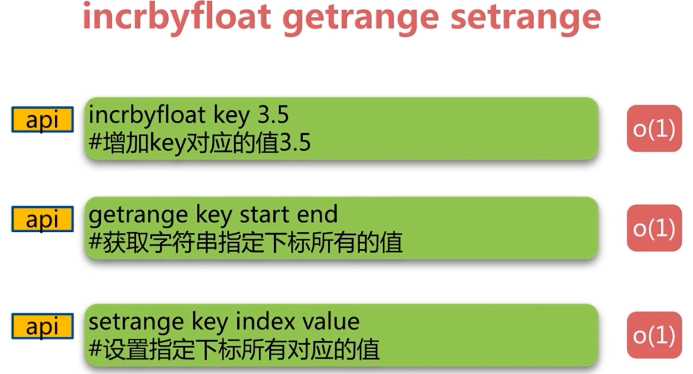 incrbyfloat getrange setrange
api
incrbyfloat key 3.5
#增加key对应的值3.5
o(1)
api
getrange key start end
#获取字符串指定下标所有的值
o(1)
api
setrange key index value
#设置指定下标所有对应的值
o(1)